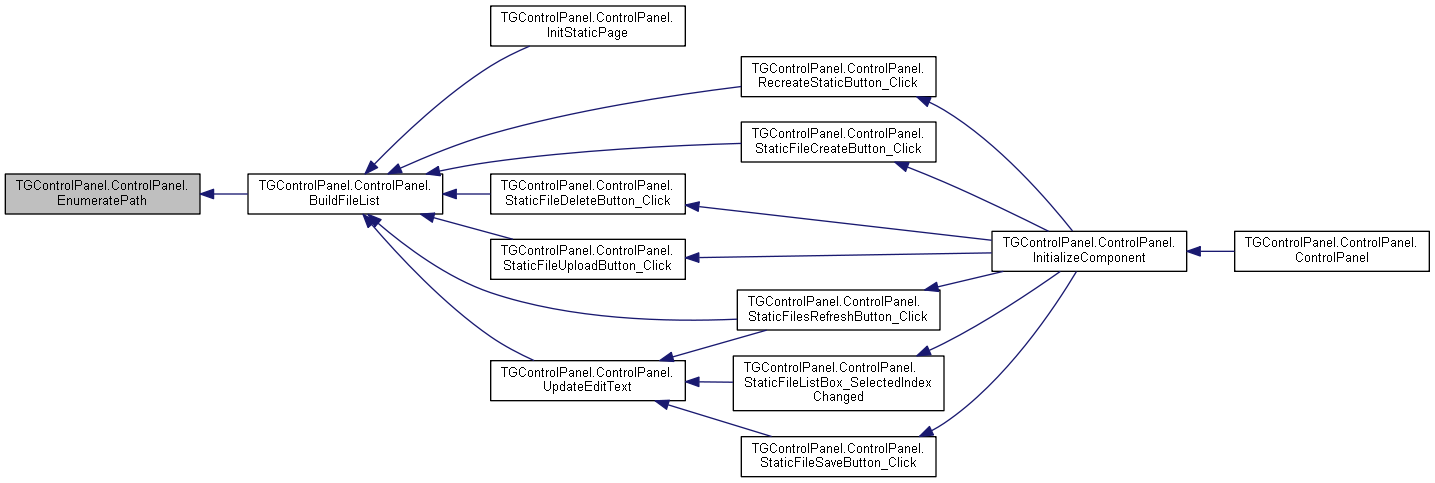 TGControlPanel.ControlPanel.
InitStaticPage
TGControlPanel.ControlPanel.
RecreateStaticButton_Click
TGControlPanel.ControlPanel.
StaticFileCreateButton_Click
TGControlPanel.ControlPanel.
EnumeratePath
TGControlPanel.ControlPanel.
BuildFileList
TGControlPanel.ControlPanel.
StaticFileDeleteButton_Click
TGControlPanel.ControlPanel.
StaticFileUploadButton_Click
TGControlPanel.ControlPanel.
InitializeComponent
TGControlPanel.ControlPanel.
ControlPanel
TGControlPanel.ControlPanel.
StaticFilesRefreshButton_Click
TGControlPanel.ControlPanel.
UpdateEditText
TGControlPanel.ControlPanel.
StaticFileListBox_SelectedIndex
Changed
TGControlPanel.ControlPanel.
StaticFileSaveButton_Click